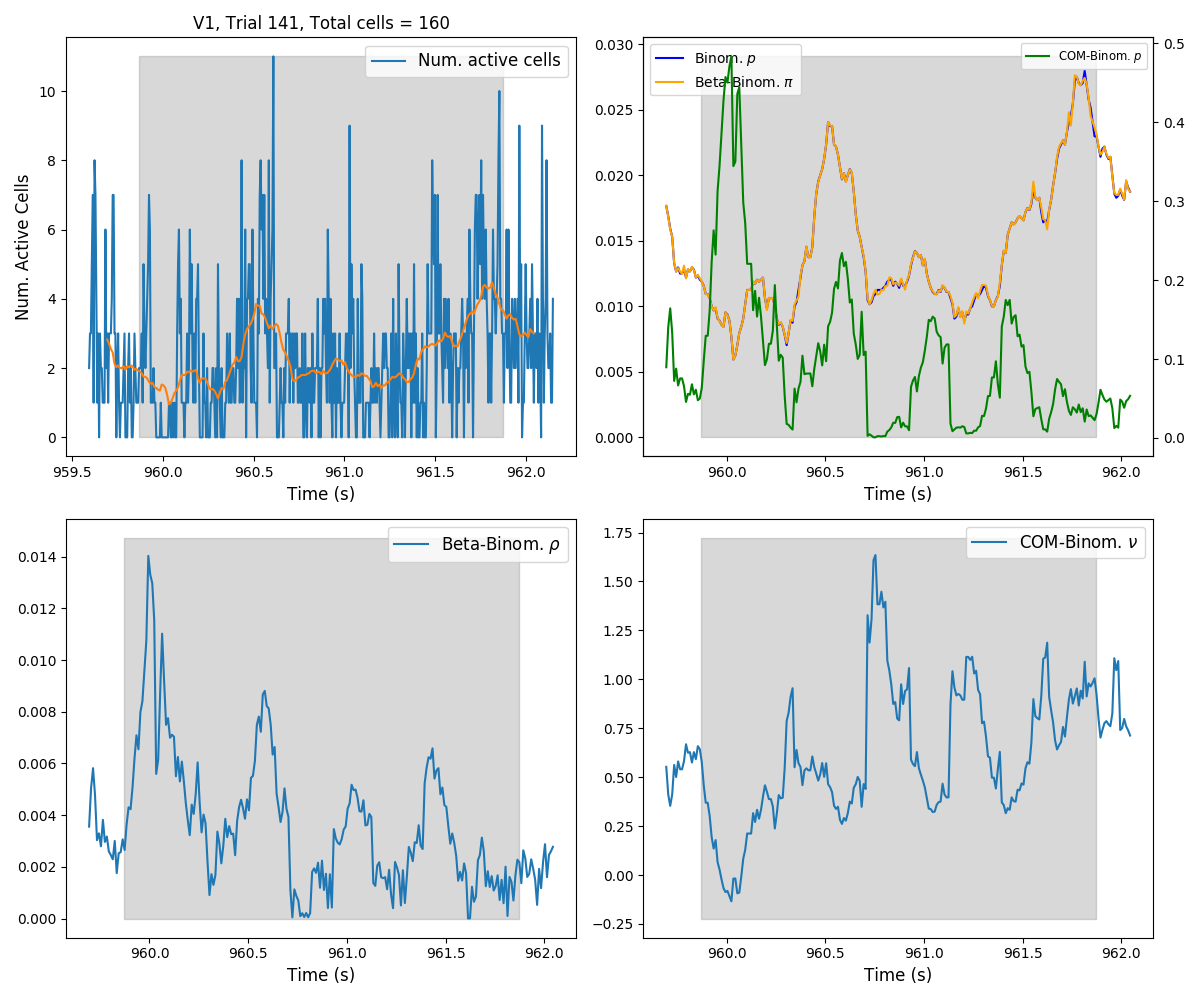 V1, Trial 141, Total cells = 160
Num. active cells
Num. Active Cells
10
8
6
4
2
0
959.6 960.0 960.5 961.0 961.5 962.0
Time (s)
Binom. p
Beta-Binom. π
COM-Binom. p
0.030
0.025
0.020
0.015
0.010
0.005
0.000
0.5
0.4
0.3
0.2
0.1
0.0
960.0 960.5 961.0 961.5 962.0
Time (s)
Beta-Binom. ρ
0.014
0.012
0.010
0.008
0.006
0.004
0.002
0.000
960.0 960.5 961.0 961.5 962.0
Time (s)
COM-Binom. ν
1.75
1.50
1.25
1.00
0.75
0.50
0.25
0.00
−0.25
960.0 960.5 961.0 961.5 962.0
Time (s)